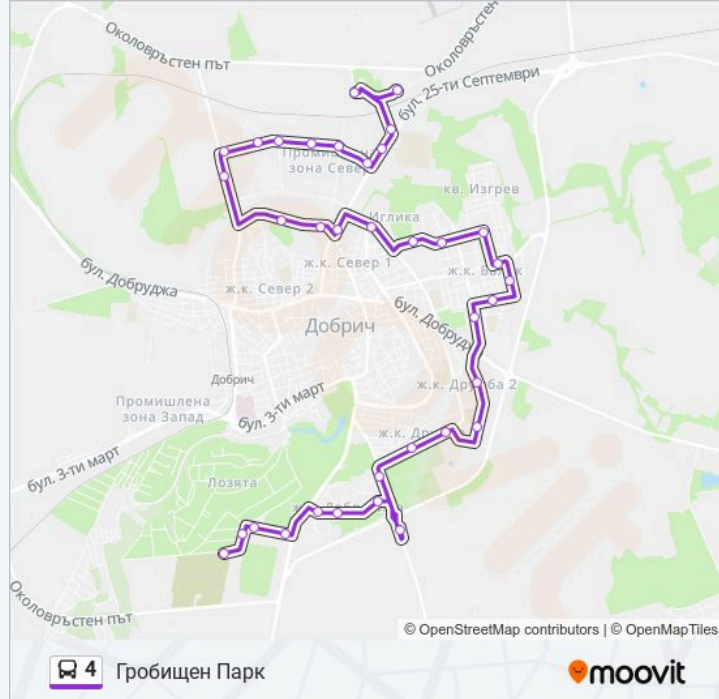 Околовръстен път
Околовръстен
бул. 25-ти Септември
Промишлена
зона Север
кв. Изгрев
Иглика
ж.к. Север 1
ж.к. Балик
бул. Добруджа
ж.к. Север 2
бул. Добруджа
Добрич
Добрич
ж.к. Дружба 2
Промишлена
зона Запад
бул. 3-ти март
ж.к.
бул. 3-ти март
Лозята
Околовръстен път
© OpenStreetMap contributors | © OpenMapTiles
4 Гробищен Парк
moovit